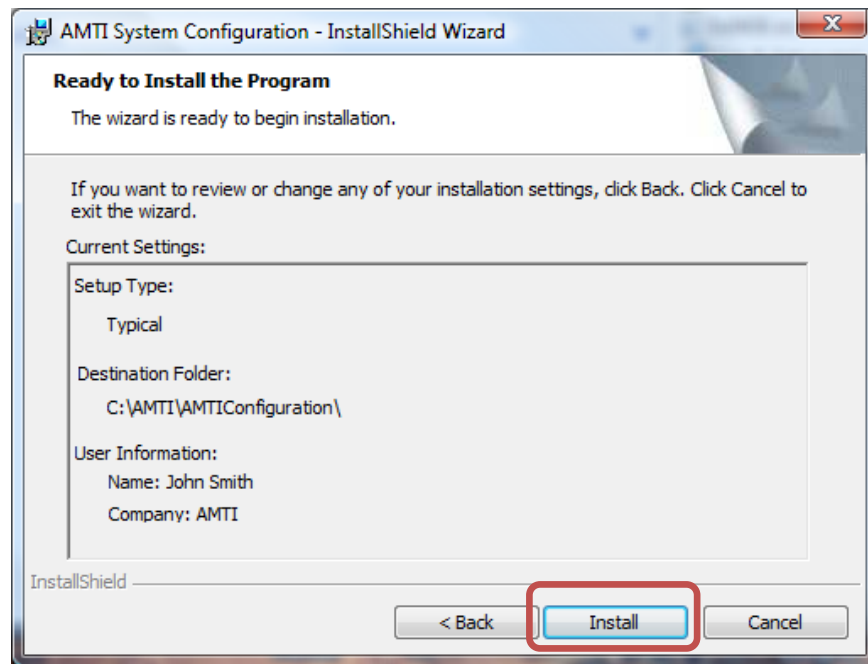 AMTI System Configuration - InstallShield Wizard
Ready to Install the Program
The wizard is ready to begin installation.
If you want to review or change any of your installation settings, click Back. Click Cancel to
exit the wizard.
Current Settings:
Setup Type:
Typical
Destination Folder:
C:\AMTI\AMTIConfiguration\
User Information:
Name: John Smith
Company: AMTI
InstallShield
< Back
Install
Cancel